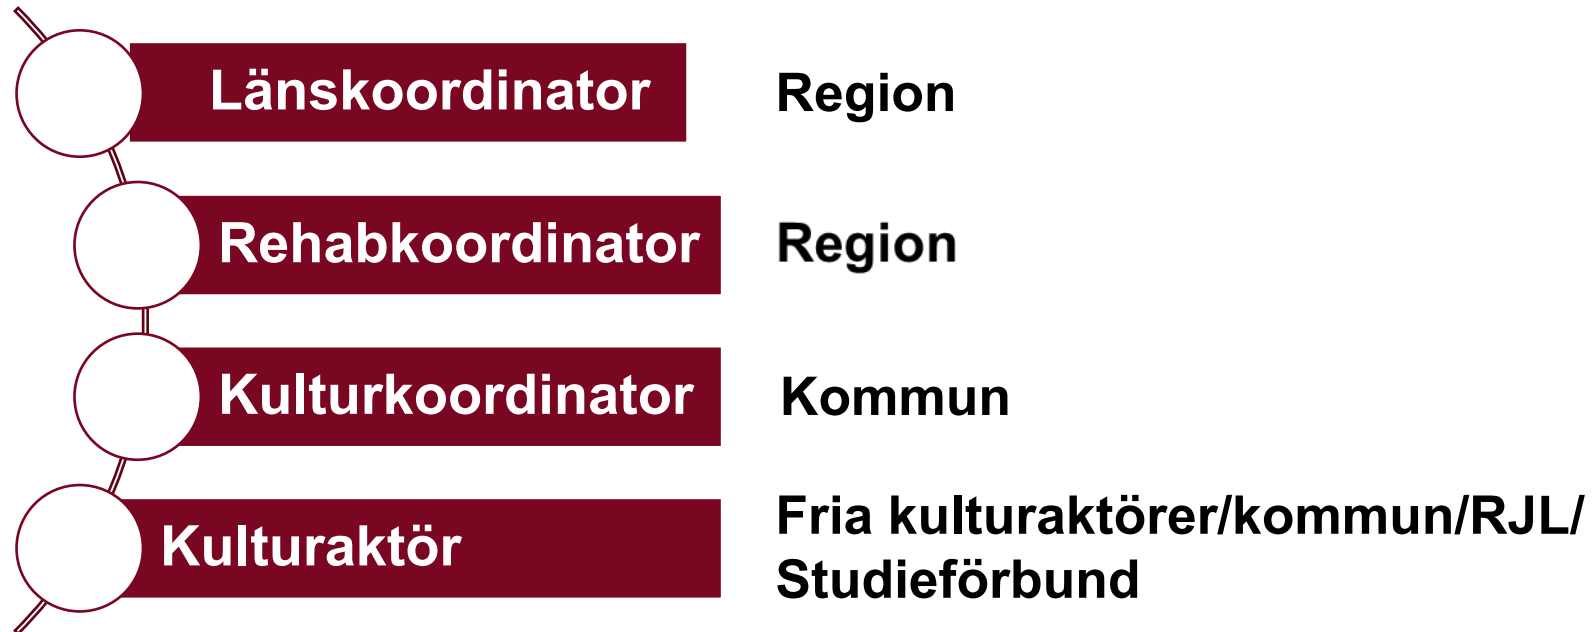 Länskoordinator
Region
Rehabkoordinator
Region
Kulturkoordinator
Kommun
Kulturaktör
Fria kulturaktörer/kommun/RJL/
Studieförbund